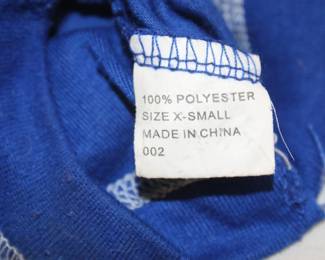 100% POLYESTER
SIZE X-SMALL
MADE IN CHINA
002